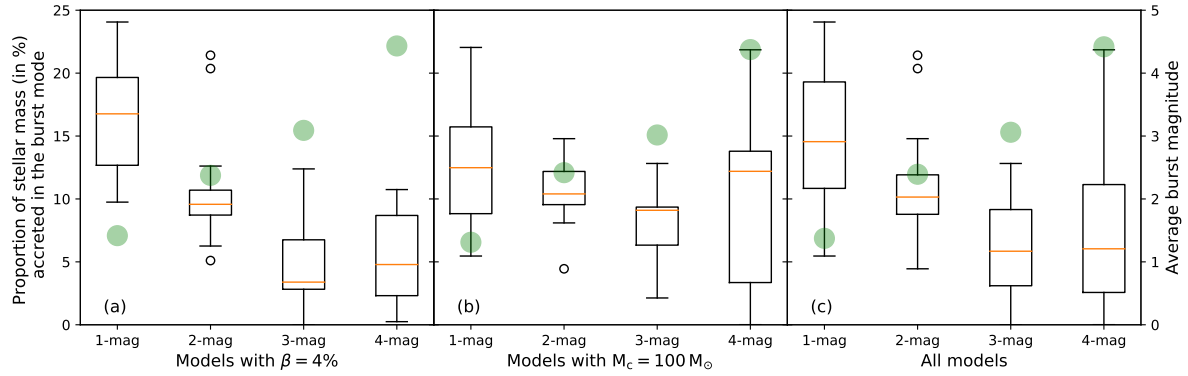 Proportion of stellar mass (in %)
accreted in the burst mode
25
20
15
10
5
0
(a)
1-mag
2-mag
3-mag
4-mag
Models with β = 4%
(b)
1-mag
2-mag
3-mag
4-mag
Models with M_c = 100 M_⊙
(c)
1-mag
2-mag
3-mag
4-mag
All models
5
4
3
2
1
0
Average burst magnitude